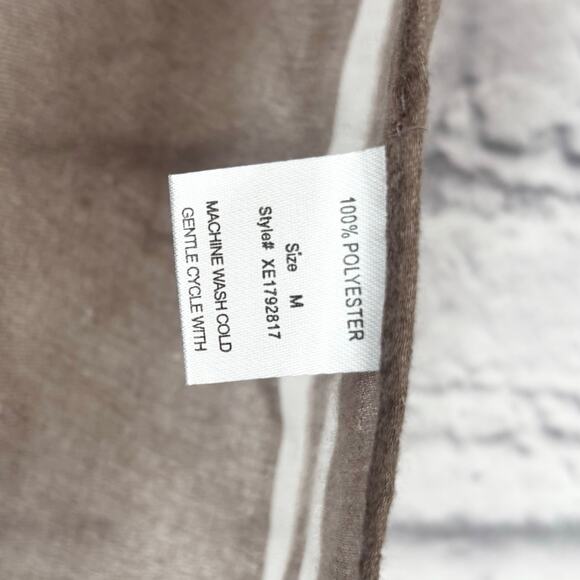 100% POLYESTER
Size M
Style# XE1792817
MACHINE WASH COLD
GENTLE CYCLE WITH